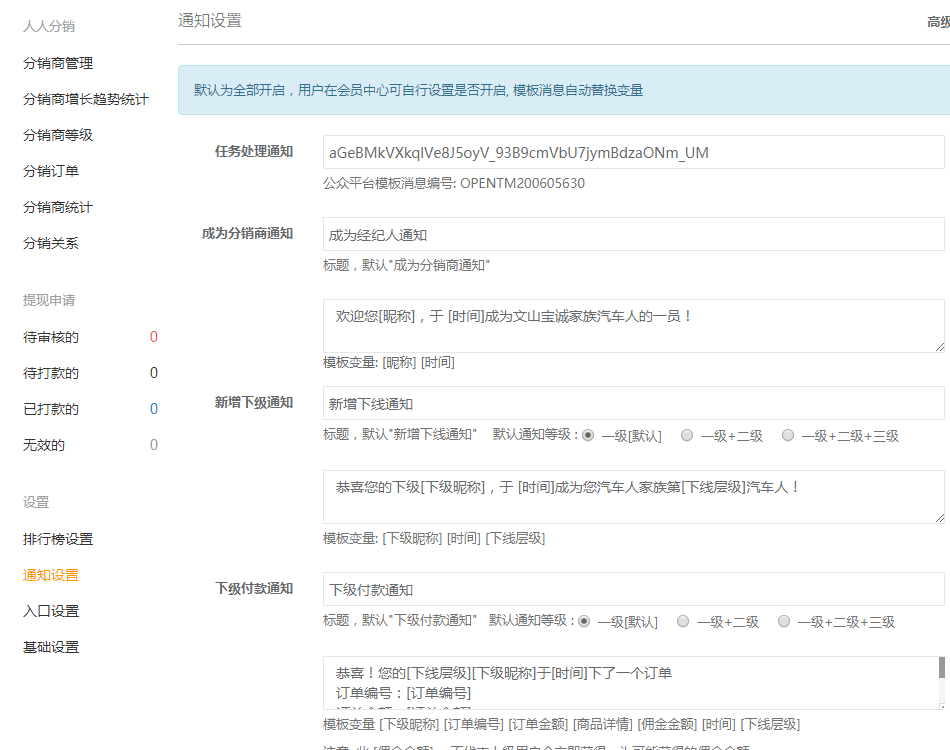 人人分销
分销商管理
分销商增长趋势统计
分销商等级
分销订单
分销商统计
分销关系
提现申请
待审核的 0
待打款的 0
已打款的 0
无效的 0
设置
排行榜设置
通知设置
入口设置
基础设置
通知设置 高级
默认为全部开启，用户在会员中心可自行设置是否开启, 模板消息自动替换变量
任务处理通知 aGeBMkVXkqIVe8J5oyV_93B9cmVbU7jymBdzaONm_UM
公众平台模板消息编号: OPENTM200605630
成为分销商通知 成为经纪人通知
标题，默认"成为分销商通知"
欢迎您[昵称]，于 [时间]成为文山宝诚家族汽车人的一员！
模板变量: [昵称] [时间]
新增下级通知 新增下线通知
标题，默认"新增下线通知" 默认通知等级： 一级[默认] 一级+二级 一级+二级+三级
恭喜您的下级[下级昵称]，于 [时间]成为您汽车人家族第[下线层级]汽车人！
模板变量: [下级昵称] [时间] [下线层级]
下级付款通知 下级付款通知
标题，默认"下级付款通知" 默认通知等级： 一级[默认] 一级+二级 一级+二级+三级
恭喜！您的[下线层级][下级昵称]于[时间]下了一个订单
订单编号：[订单编号]
模板变量 [下级昵称] [订单编号] [订单金额] [商品详情] [佣金金额] [时间] [下线层级]